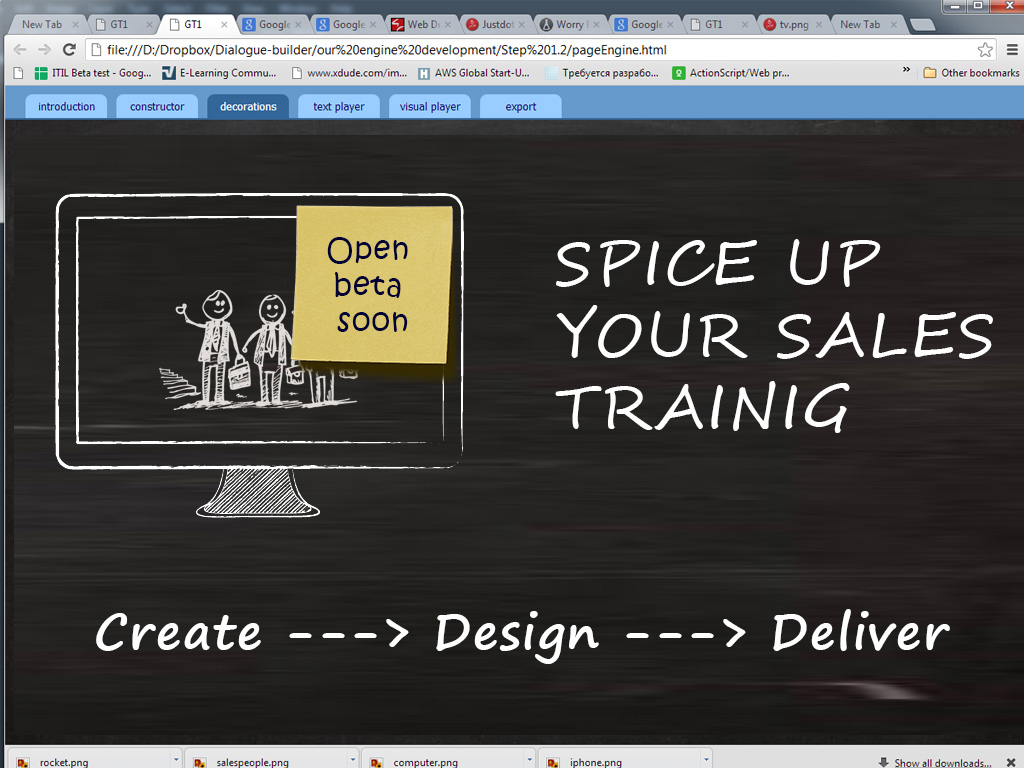 New Tab
GT1
GT1
Google
Google
Web D
Justdot
Worry
Google
GT1
tv.png
New Tab
file:///D:/Dropbox/Dialogue-builder/our%20engine%20development/Step%201.2/pageEngine.html
ITIL Beta test - Goog...
E-Learning Commu...
www.xdude.com/im...
AWS Global Start-U...
Требуется разрабо...
ActionScript/Web pr...
»
Other bookmarks
introduction
constructor
decorations
text player
visual player
export
Open
beta
soon
SPICE UP
YOUR SALES
TRAINIG
Create ---> Design ---> Deliver
rocket.png
salespeople.png
computer.png
iphone.png
Show all downloads...